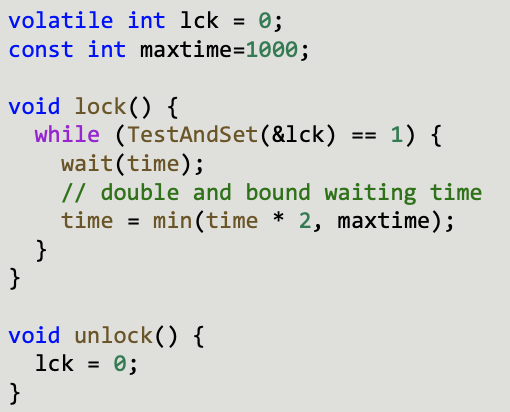 volatile int lck = 0;
const int maxtime=1000;

void lock() {
  while (TestAndSet(&lck) == 1) {
    wait(time);
    // double and bound waiting time
    time = min(time * 2, maxtime);
  }
}

void unlock() {
  lck = 0;
}